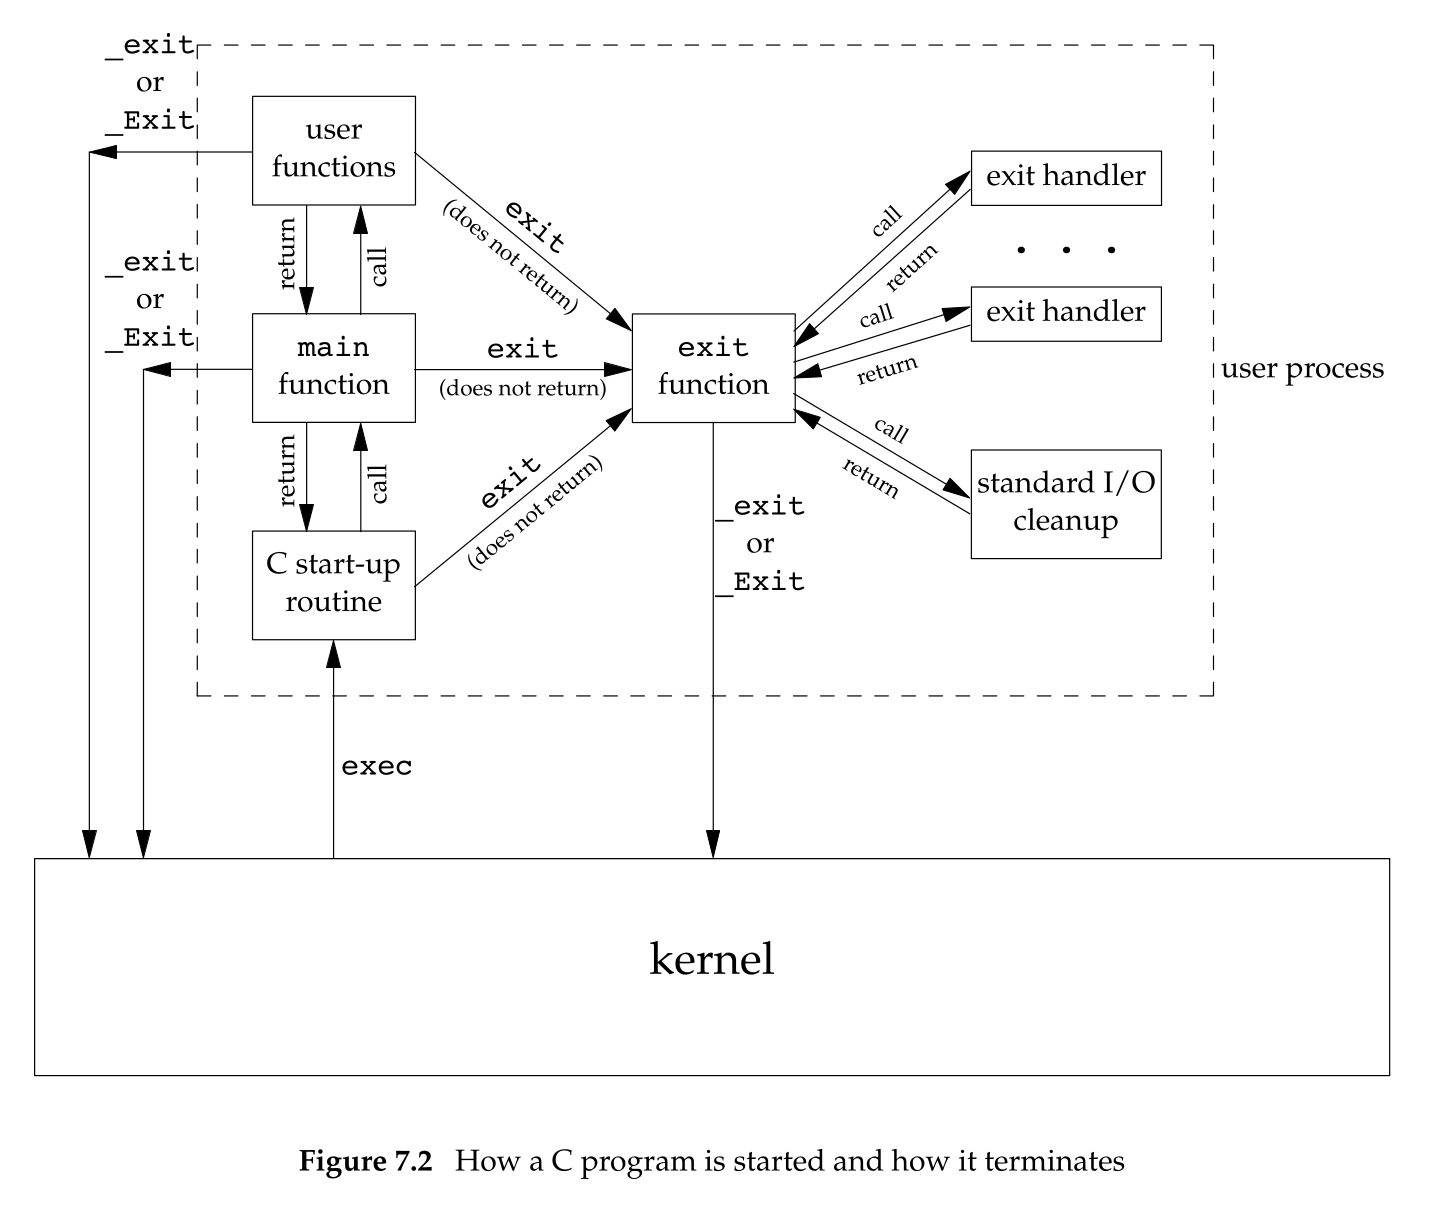 _exit
or
_Exit
user
functions
exit
(does not return)
call
return
exit handler
. . .
return
call
_exit
or
_Exit
main
function
exit
(does not return)
exit
function
call
return
exit handler
user process
return
call
exit
(does not return)
call
return
standard I/O
cleanup
C start-up
routine
_exit
or
_Exit
exec
kernel
Figure 7.2 How a C program is started and how it terminates